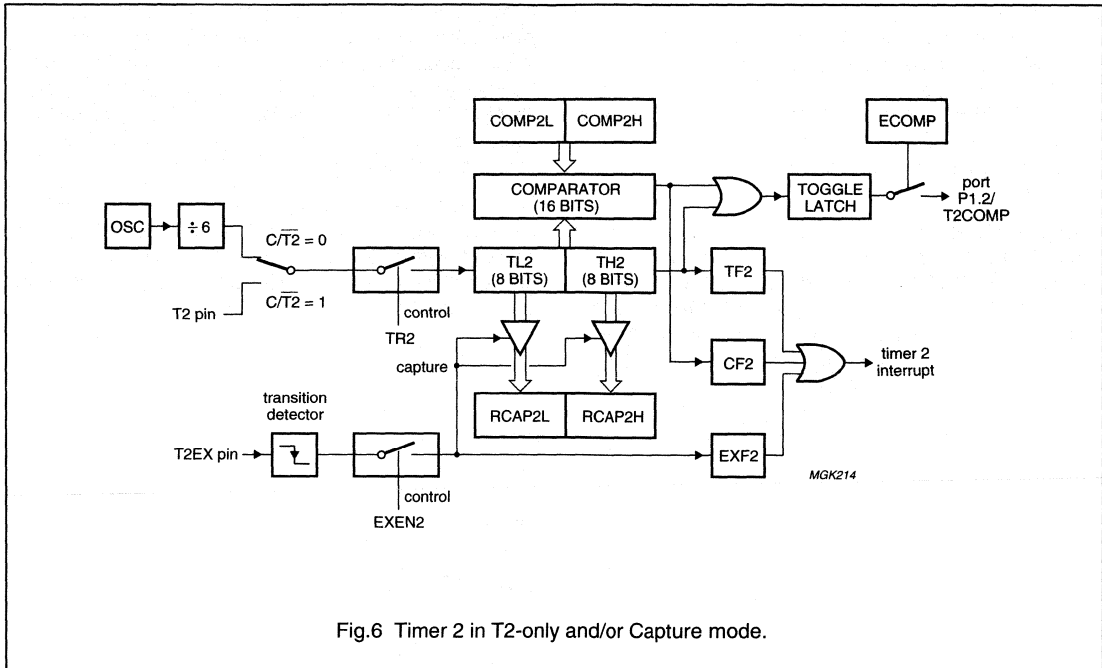 COMP2L COMP2H
ECOMP
COMPARATOR
(16 BITS)
TOGGLE
LATCH
port
P1.2/
T2COMP
OSC
÷ 6
C/T̅2̅ = 0
C/T̅2̅ = 1
T2 pin
control
TR2
TL2
(8 BITS)
TH2
(8 BITS)
TF2
capture
CF2
timer 2
interrupt
RCAP2L RCAP2H
transition
detector
T2EX pin
control
EXEN2
EXF2
MGK214
Fig.6 Timer 2 in T2-only and/or Capture mode.